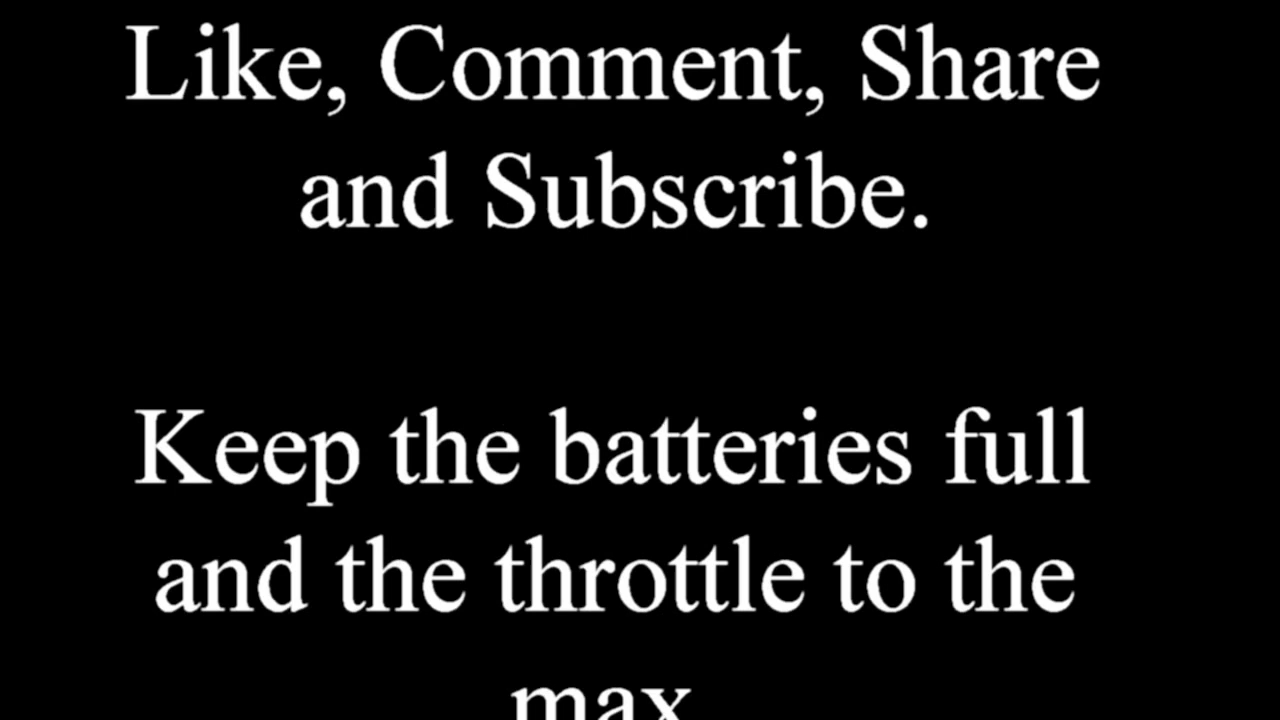 Like, Comment, Share
and Subscribe.
Keep the batteries full
and the throttle to the
max